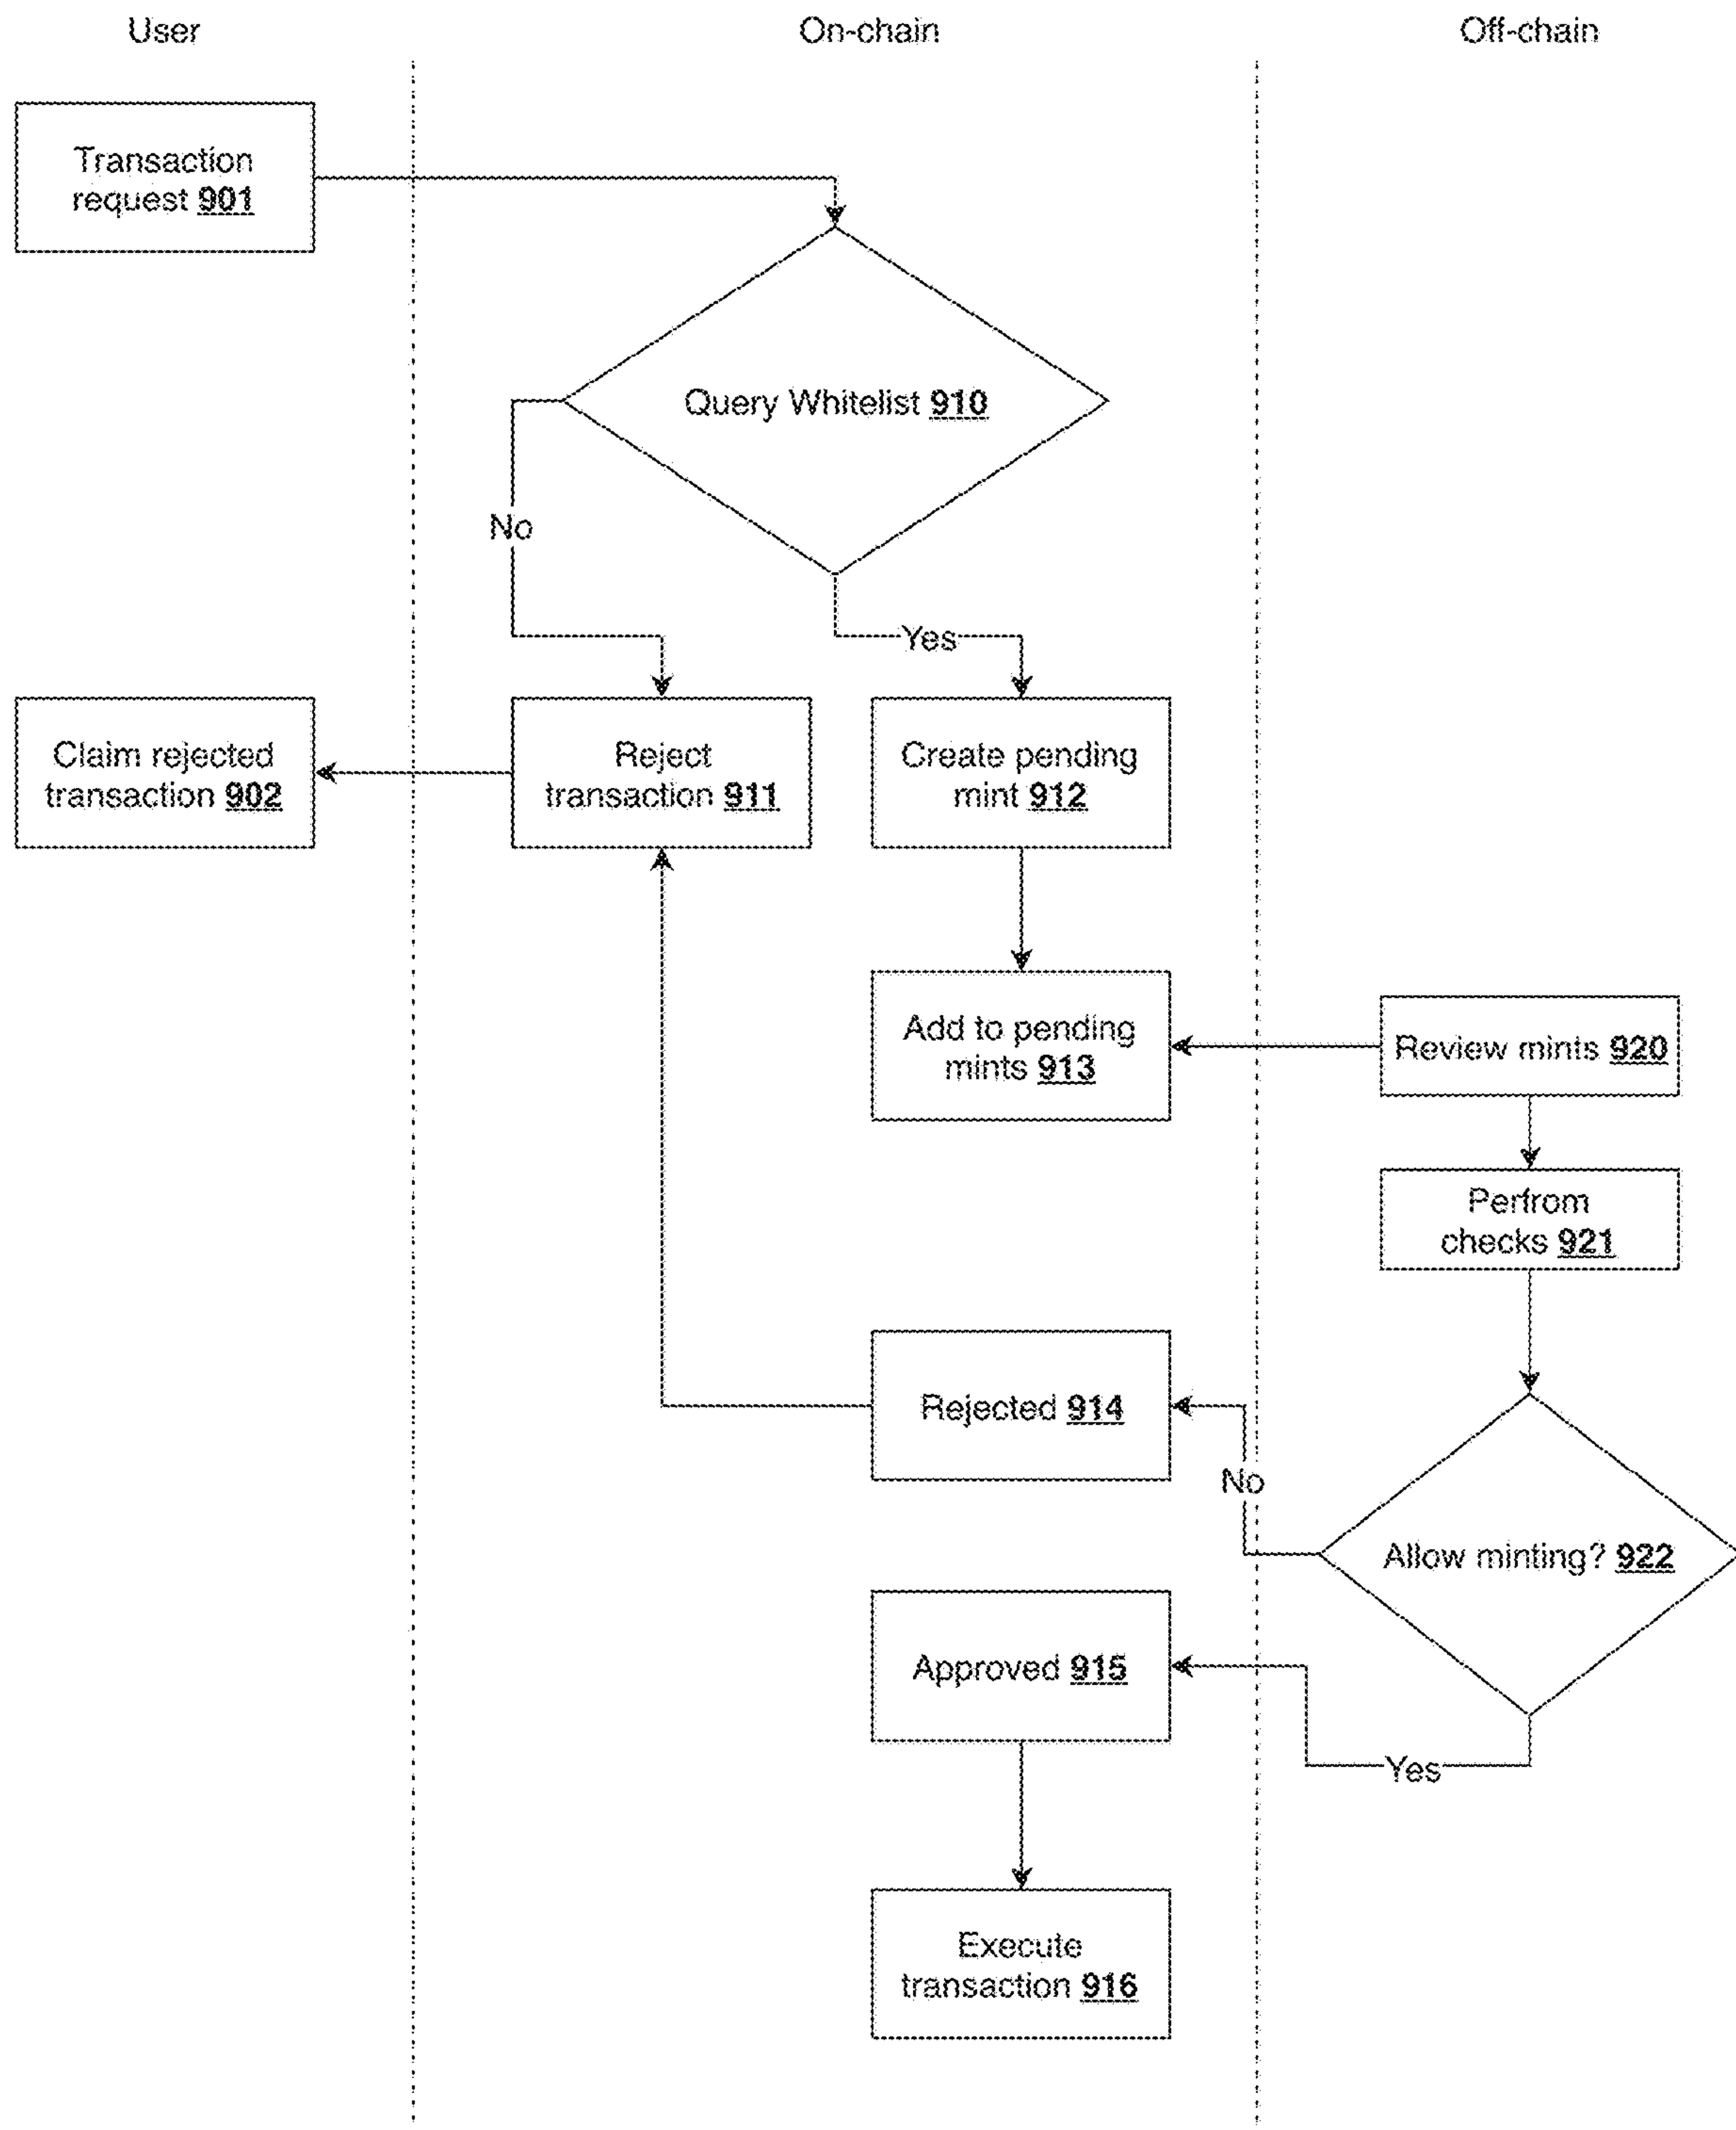 User
On-chain
Off-chain
Transaction
request 901
Query Whitelist 910
No
Yes
Claim rejected
transaction 902
Reject
transaction 911
Create pending
mint 912
Add to pending
mints 913
Review mints 920
Perfrom
checks 921
Rejected 914
No
Allow minting? 922
Approved 915
Yes
Execute
transaction 916